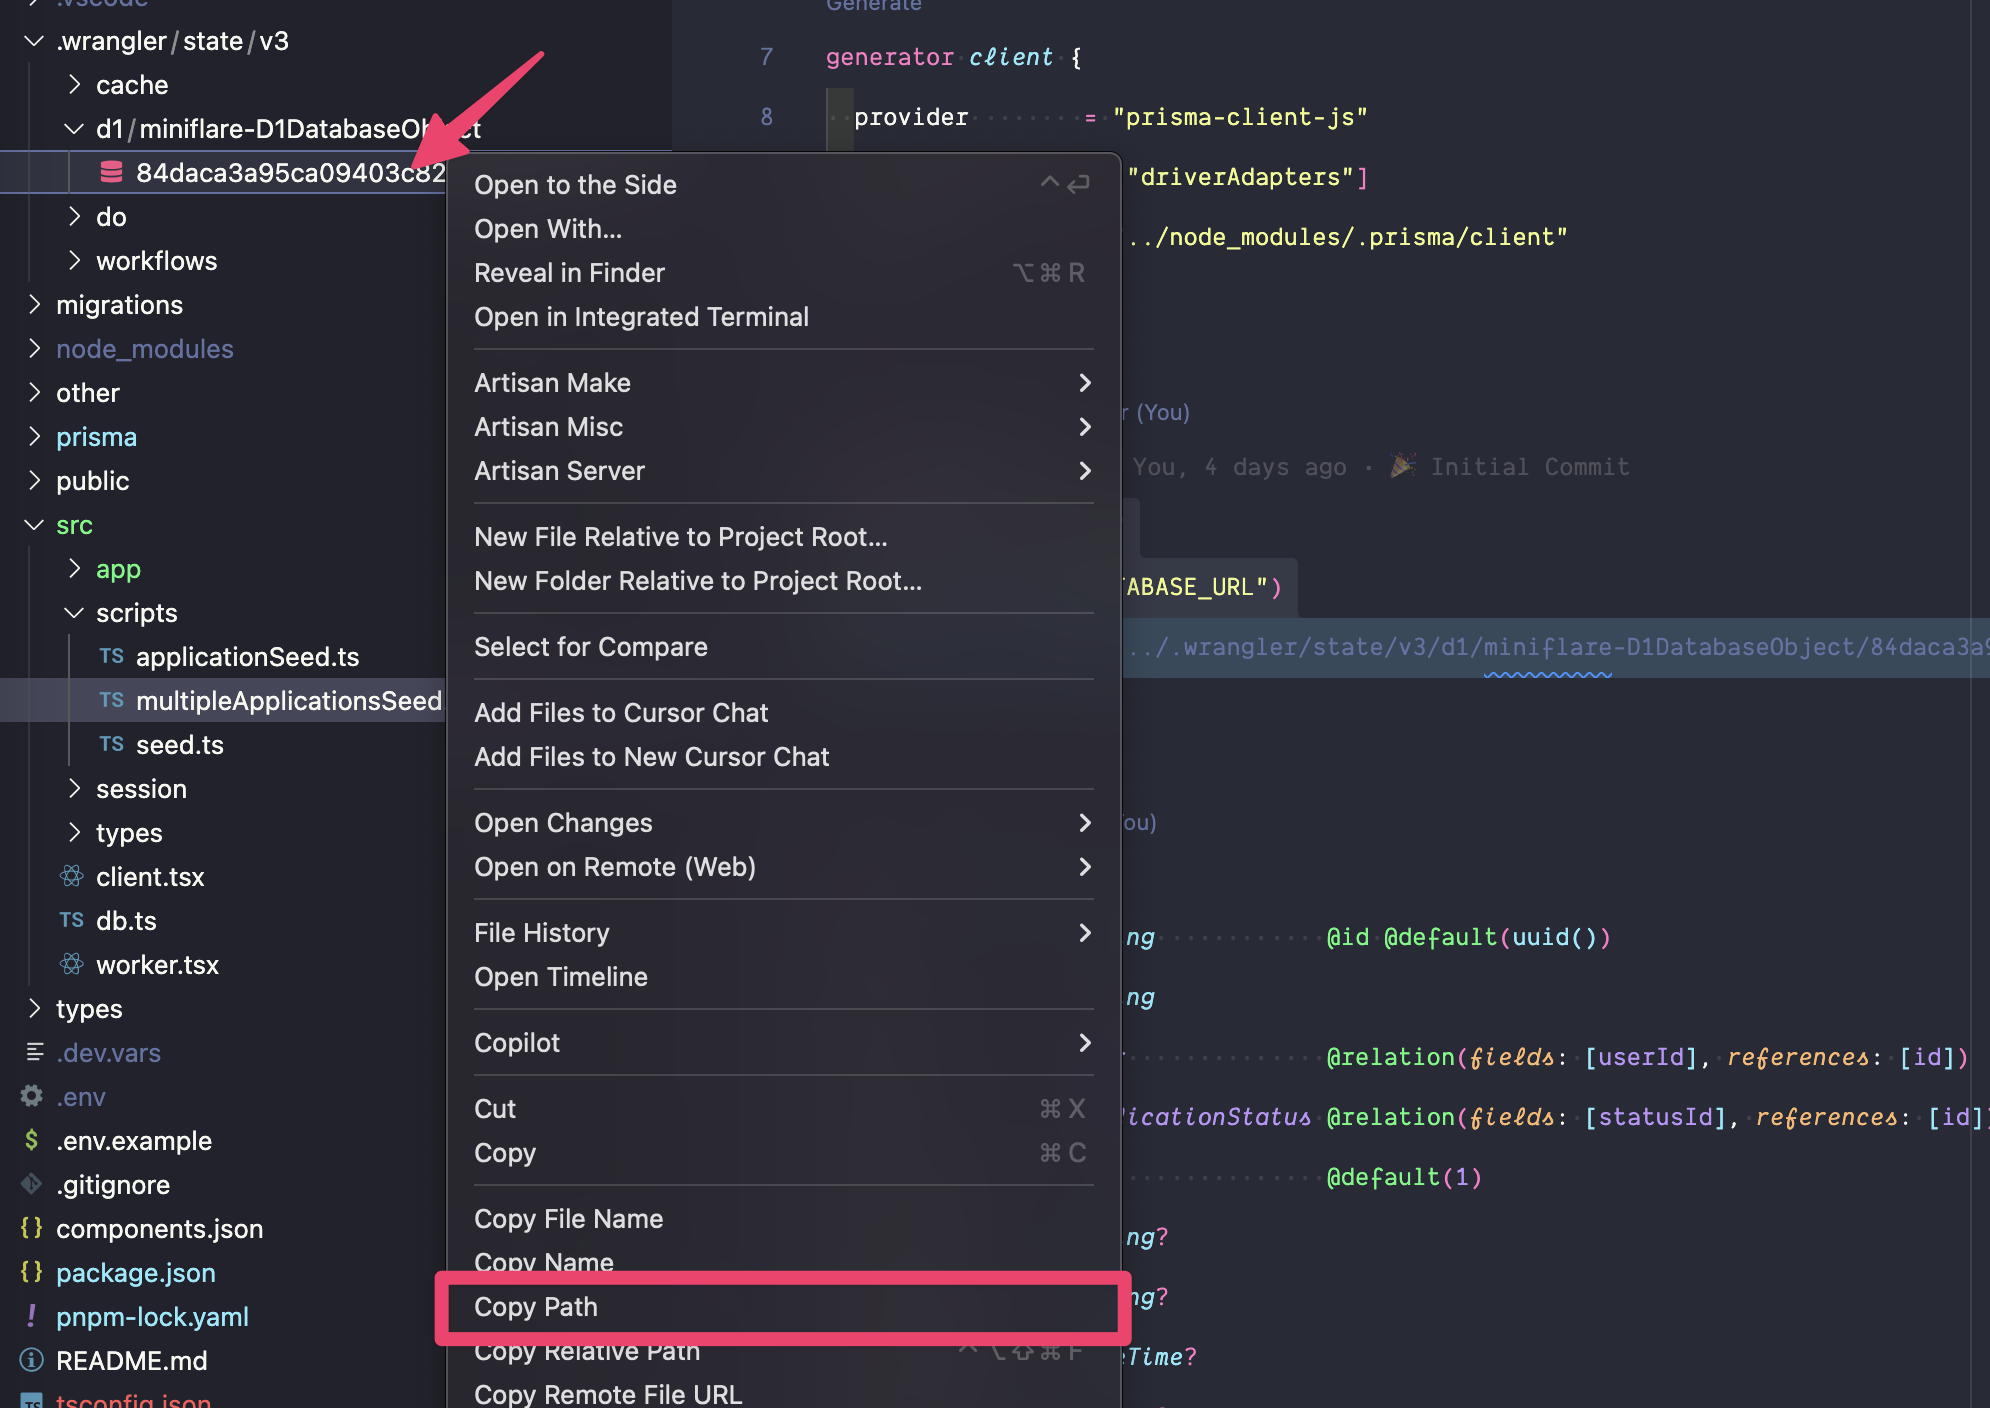 .vscode
.wrangler/state/v3
cache
d1/miniflare-D1DatabaseObject
84daca3a95ca09403c82
do
workflows
migrations
node_modules
other
prisma
public
src
app
scripts
TS applicationSeed.ts
TS multipleApplicationsSeed.
TS seed.ts
session
types
client.tsx
TS db.ts
worker.tsx
types
.dev.vars
.env
$ .env.example
.gitignore
{} components.json
{} package.json
! pnpm-lock.yaml
README.md
TS tsconfig.json
Open to the Side ⌃↩
Open With...
Reveal in Finder ⌥⌘R
Open in Integrated Terminal
Artisan Make
Artisan Misc
Artisan Server
New File Relative to Project Root...
New Folder Relative to Project Root...
Select for Compare
Add Files to Cursor Chat
Add Files to New Cursor Chat
Open Changes
Open on Remote (Web)
File History
Open Timeline
Copilot
Cut ⌘X
Copy ⌘C
Copy File Name
Copy Name
Copy Path
Copy Relative Path ⌃⌥⇧⌘F
Copy Remote File URL
Generate
7 generator client {
8 provider = "prisma-client-js"
"driverAdapters"]
../node_modules/.prisma/client"
r (You)
You, 4 days ago · 🎉 Initial Commit
TABASE_URL")
../.wrangler/state/v3/d1/miniflare-D1DatabaseObject/84daca3a9
ou)
ng @id @default(uuid())
ng
@relation(fields: [userId], references: [id])
licationStatus @relation(fields: [statusId], references: [id])
@default(1)
ng?
ng?
eTime?